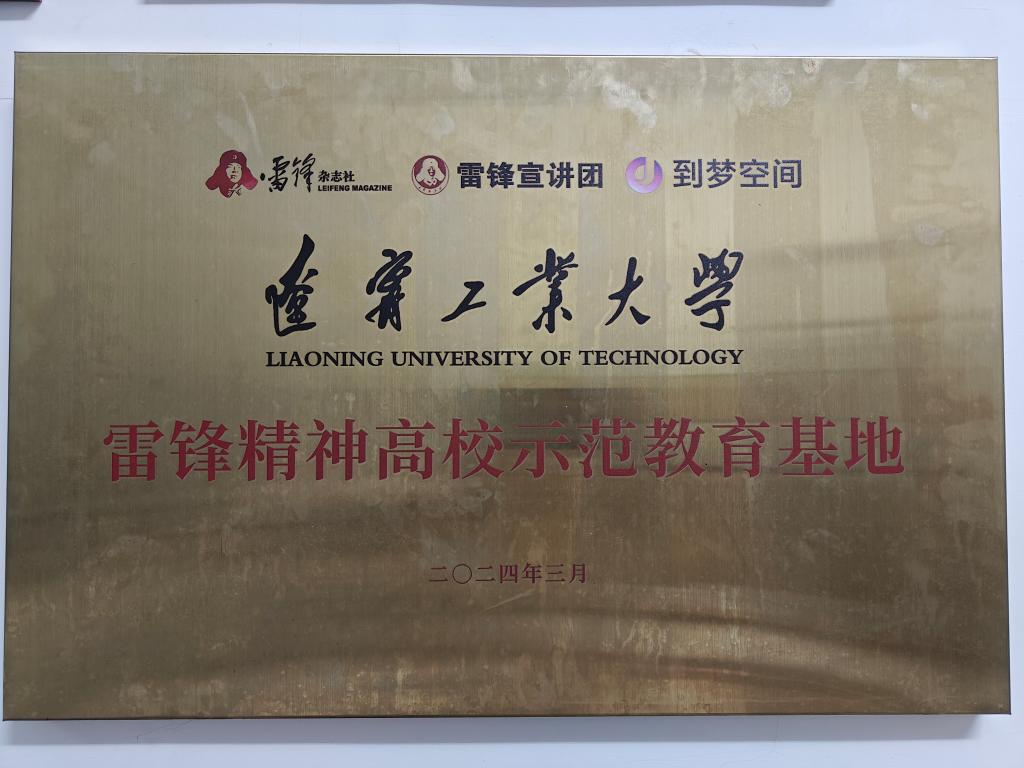 雷锋 杂志社 LEIFENG MAGAZINE 雷锋宣讲团 到梦空间
辽宁工业大学
LIAONING UNIVERSITY OF TECHNOLOGY
雷锋精神高校示范教育基地
二〇二四年三月